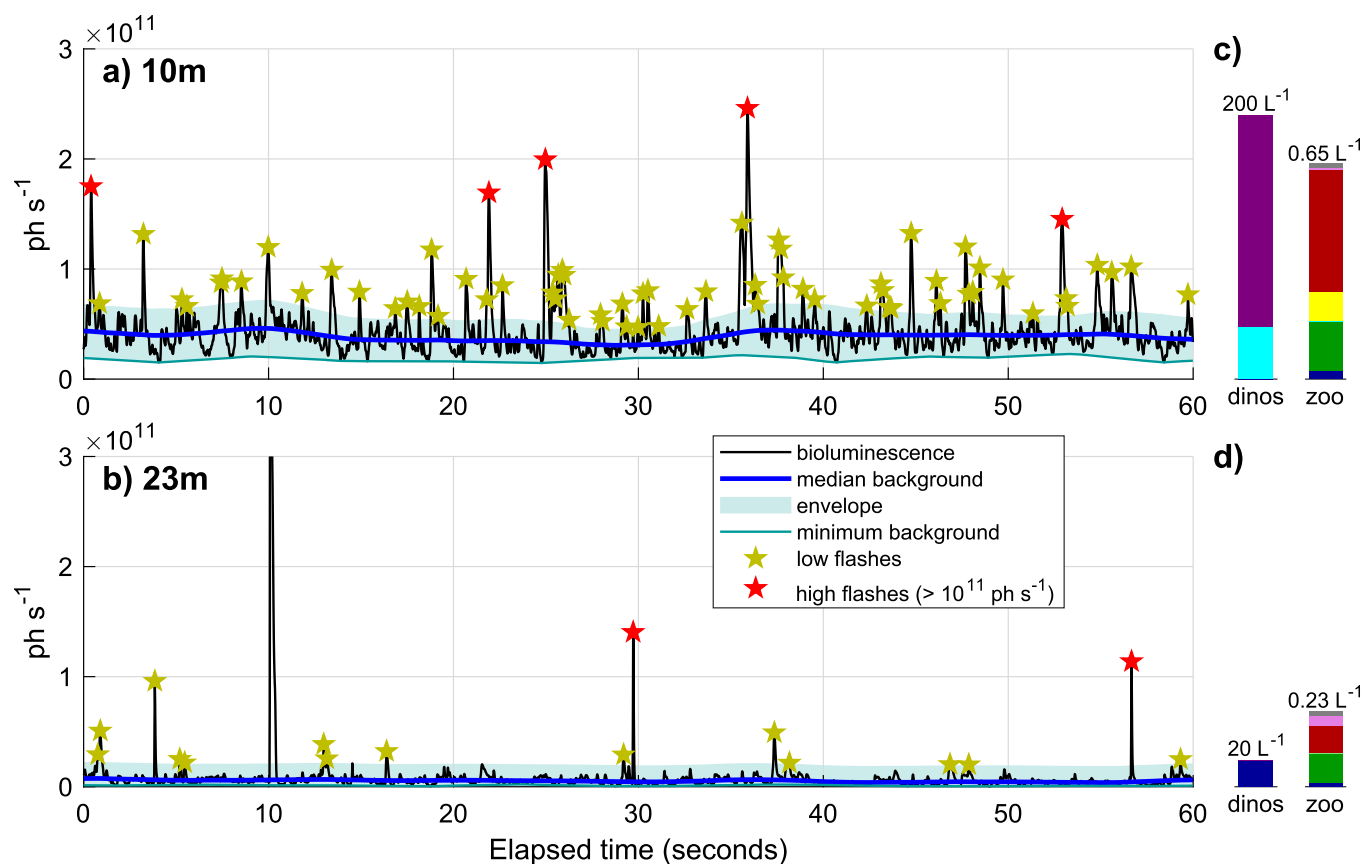 ×10¹¹
3
2
1
0
ph s⁻¹
a) 10m
0 10 20 30 40 50 60
c)
200 L⁻¹
0.65 L⁻¹
dinos zoo
×10¹¹
3
2
1
0
ph s⁻¹
b) 23m
bioluminescence
median background
envelope
minimum background
low flashes
high flashes (> 10¹¹ ph s⁻¹)
0 10 20 30 40 50 60
Elapsed time (seconds)
d)
0.23 L⁻¹
20 L⁻¹
dinos zoo